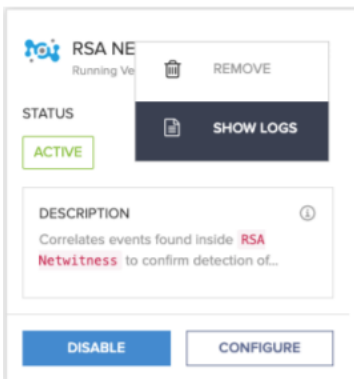 RSA NE
Running Ve
REMOVE
STATUS
SHOW LOGS
ACTIVE
DESCRIPTION
Correlates events found inside RSA
Netwitness to confirm detection of...
DISABLE
CONFIGURE